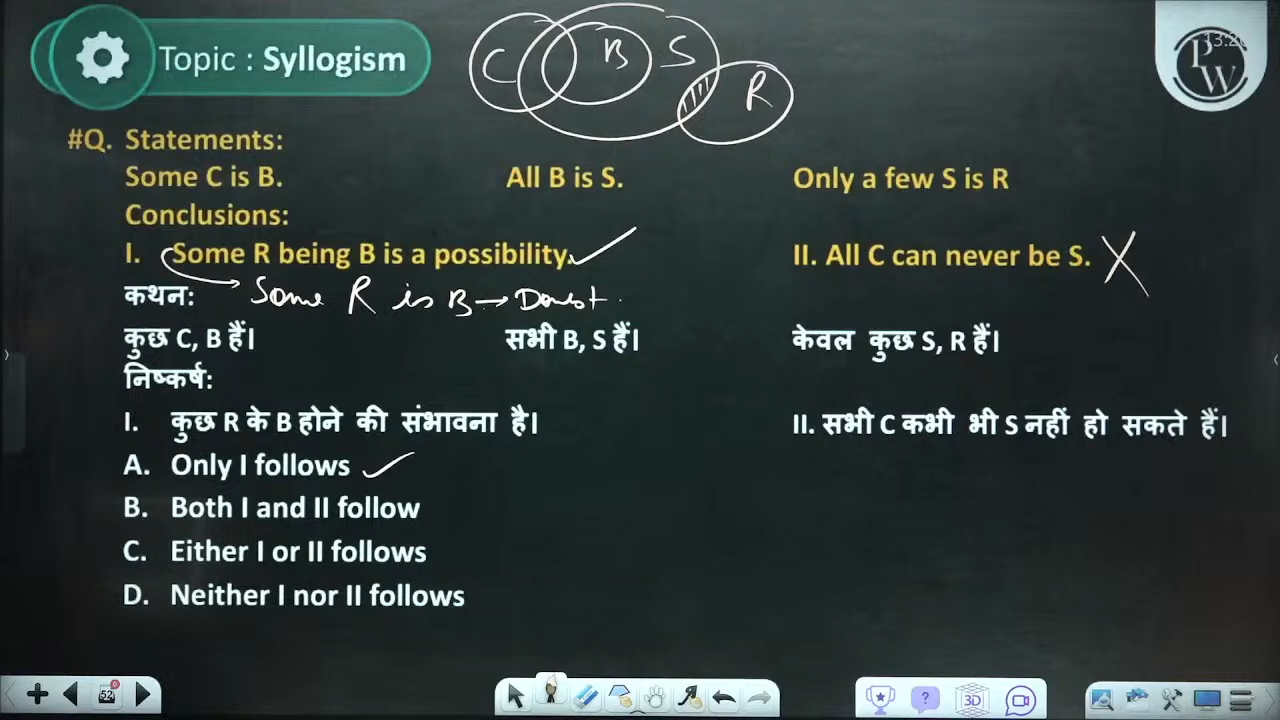 Topic : Syllogism
C B S R
#Q. Statements:
Some C is B. All B is S. Only a few S is R
Conclusions:
I. Some R being B is a possibility. II. All C can never be S.
कथन: Some R is B → Doubt.
कुछ C, B हैं। सभी B, S हैं। केवल कुछ S, R हैं।
निष्कर्ष:
I. कुछ R के B होने की संभावना है। II. सभी C कभी भी S नहीं हो सकते हैं।
A. Only I follows
B. Both I and II follow
C. Either I or II follows
D. Neither I nor II follows
P
W
52
0
3D